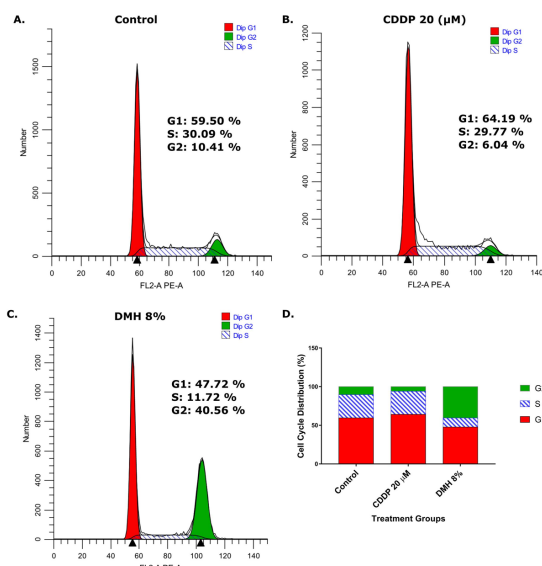 A.
Control
Dip G1
Dip G2
Dip S
G1: 59.50 %
S: 30.09 %
G2: 10.41 %
Number
0
500
1000
1500
0 20 40 60 80 100 120 140
FL2-A PE-A
B.
CDDP 20 (µM)
Dip G1
Dip G2
Dip S
G1: 64.19 %
S: 29.77 %
G2: 6.04 %
Number
0
200
400
600
800
1000
1200
0 20 40 60 80 100 120 140
FL2-A PE-A
C.
DMH 8%
Dip G1
Dip G2
Dip S
G1: 47.72 %
S: 11.72 %
G2: 40.56 %
Number
0
200
400
600
800
1000
1200
1400
0 20 40 60 80 100 120 140
FL2-A PE-A
D.
Cell Cycle Distribution (%)
150
100
50
0
Control
CDDP 20 µM
DMH 8%
Treatment Groups
G
S
G